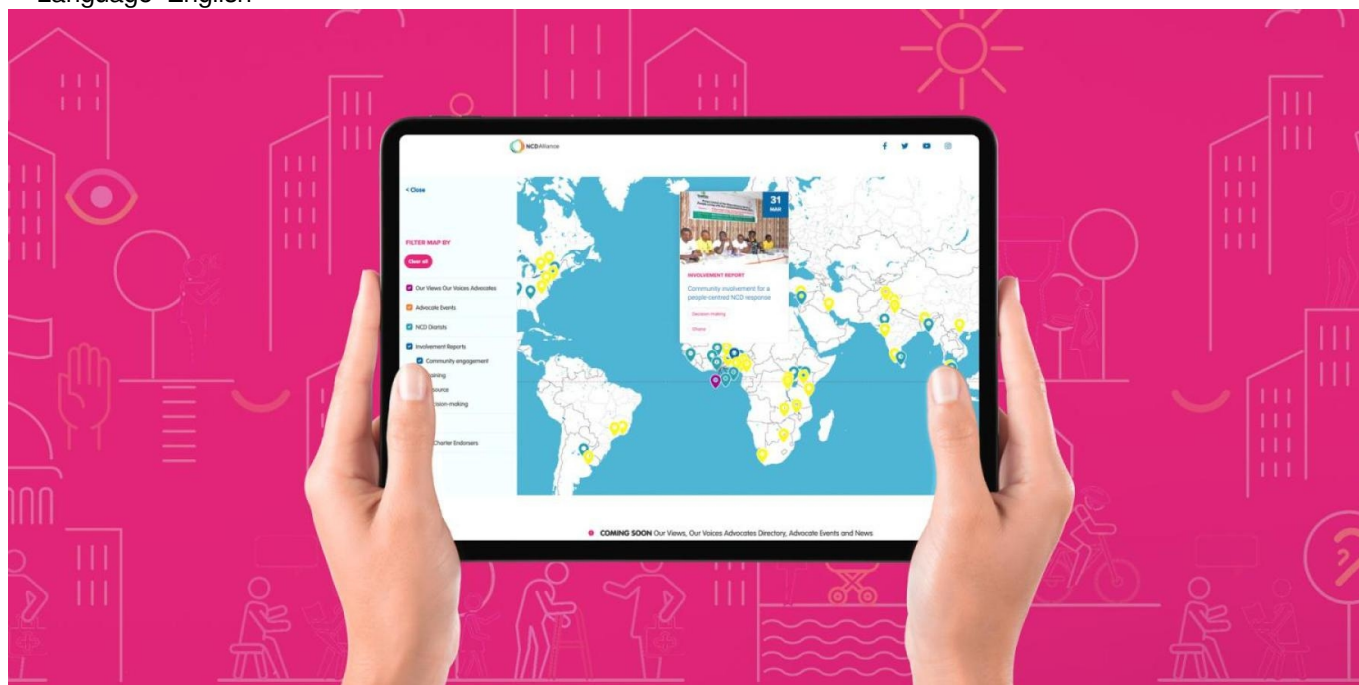 Language English
NCDAlliance
< Close
FILTER MAP BY
Clear all
Our Views Our Voices Advocates
Advocate Events
NCD Diarists
Involvement Reports
Community engagement
Charter Endorsers
31
MAR
INVOLVEMENT REPORT
Community involvement for a
people-centred NCD response
Decision-making
Share
COMING SOON Our Views, Our Voices Advocates Directory, Advocate Events and News